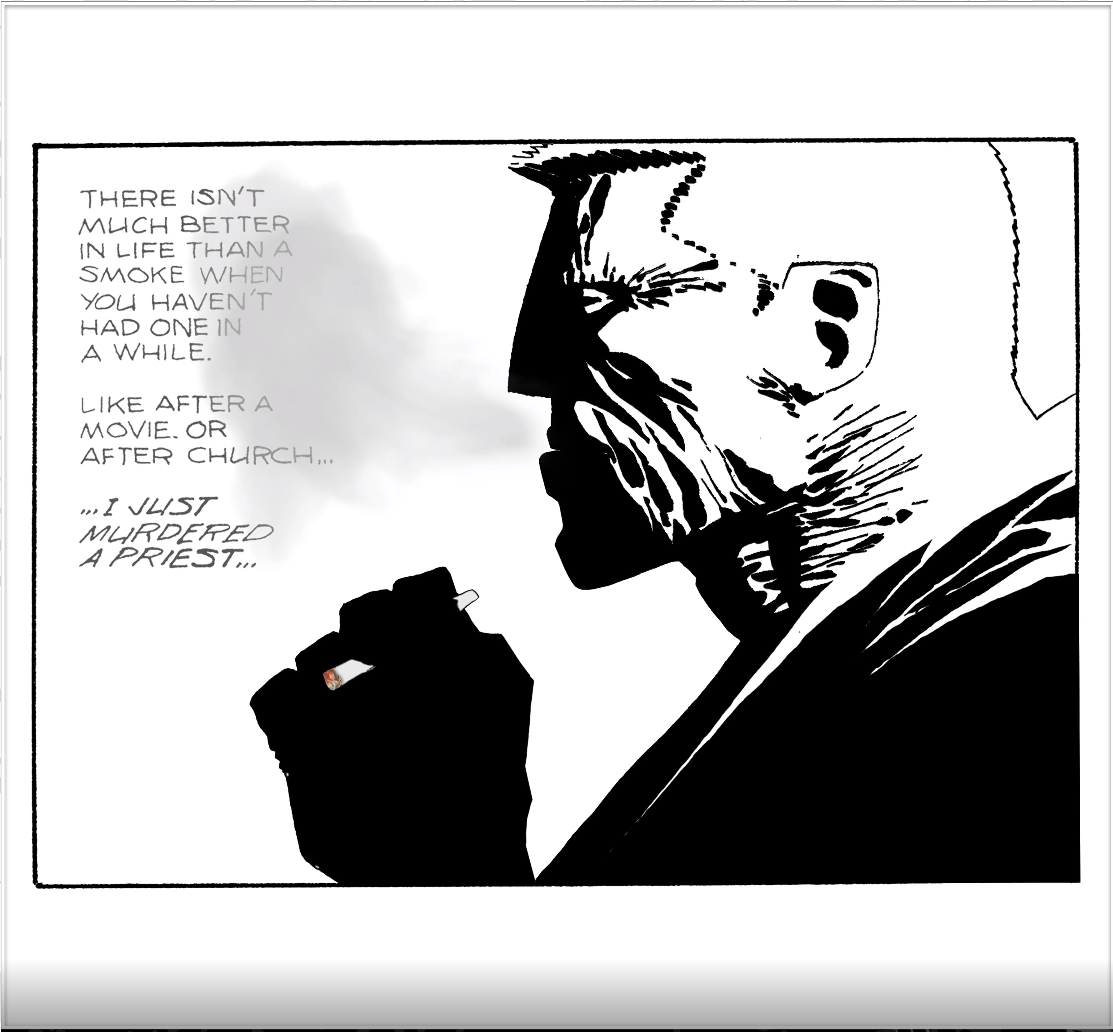 THERE ISN'T
MUCH BETTER
IN LIFE THAN A
SMOKE WHEN
YOU HAVEN'T
HAD ONE IN
A WHILE.
LIKE AFTER A
MOVIE. OR
AFTER CHURCH...
...I JUST
MURDERED
A PRIEST...